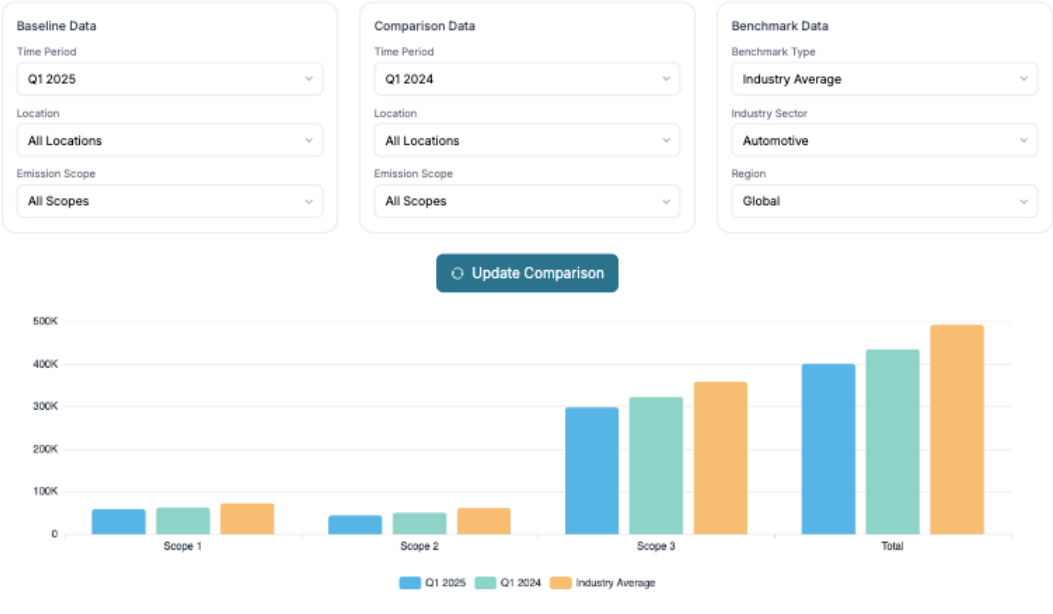 Baseline Data
Time Period
Q1 2025
Location
All Locations
Emission Scope
All Scopes
Comparison Data
Time Period
Q1 2024
Location
All Locations
Emission Scope
All Scopes
Benchmark Data
Benchmark Type
Industry Average
Industry Sector
Automotive
Region
Global
Update Comparison
500K
400K
300K
200K
100K
0
Scope 1
Scope 2
Scope 3
Total
Q1 2025
Q1 2024
Industry Average